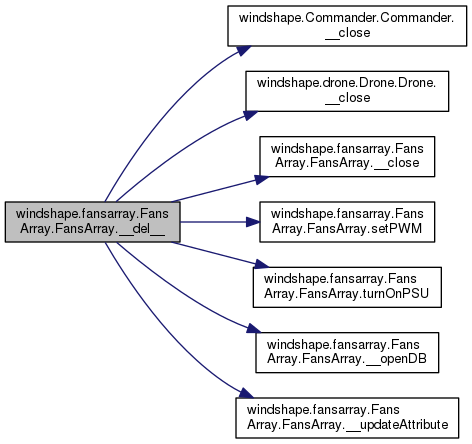 windshape.Commander.Commander.
__close
windshape.drone.Drone.Drone.
__close
windshape.fansarray.Fans
Array.FansArray.__close
windshape.fansarray.Fans
Array.FansArray.__del__
windshape.fansarray.Fans
Array.FansArray.setPWM
windshape.fansarray.Fans
Array.FansArray.turnOnPSU
windshape.fansarray.Fans
Array.FansArray.__openDB
windshape.fansarray.Fans
Array.FansArray.__updateAttribute